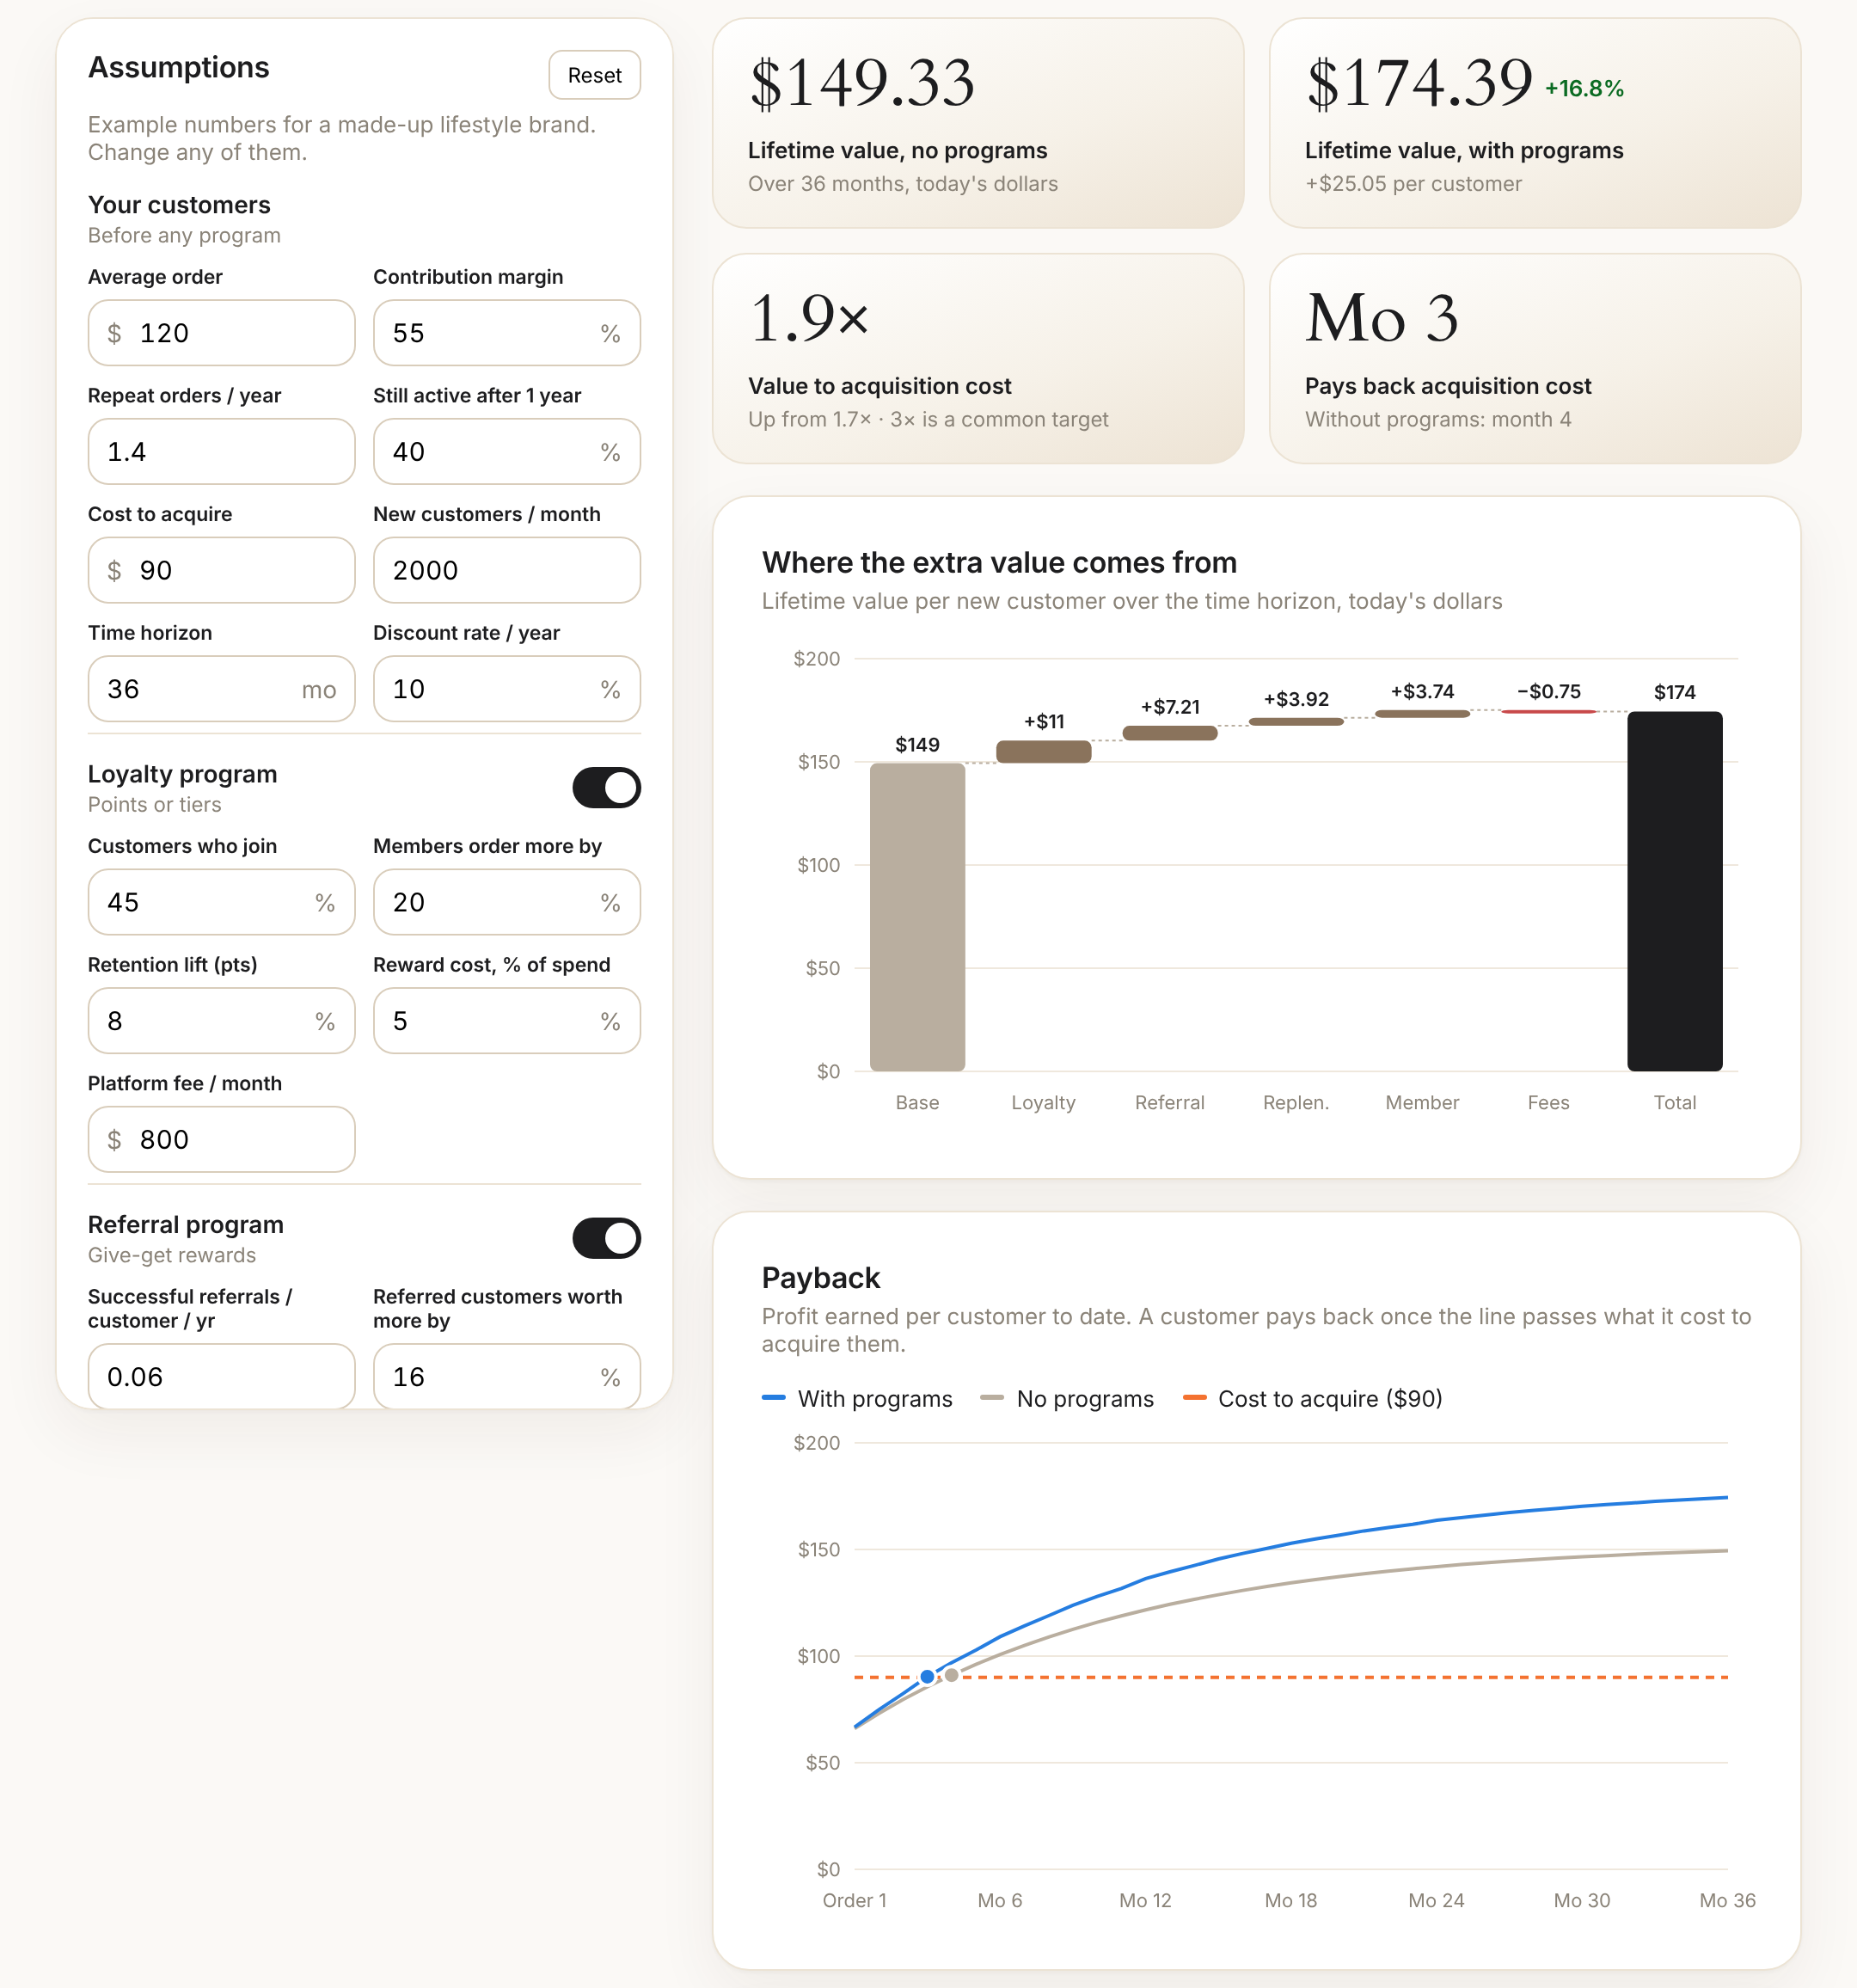 Assumptions
Reset
Example numbers for a made-up lifestyle brand.
Change any of them.
Your customers
Before any program
Average order
Contribution margin
$ 120
55 %
Repeat orders / year
Still active after 1 year
1.4
40 %
Cost to acquire
New customers / month
$ 90
2000
Time horizon
Discount rate / year
36 mo
10 %
Loyalty program
Points or tiers
Customers who join
Members order more by
45 %
20 %
Retention lift (pts)
Reward cost, % of spend
8 %
5 %
Platform fee / month
$ 800
Referral program
Give-get rewards
Successful referrals /
customer / yr
Referred customers worth
more by
0.06
16 %
$149.33
Lifetime value, no programs
Over 36 months, today's dollars
$174.39 +16.8%
Lifetime value, with programs
+$25.05 per customer
1.9×
Value to acquisition cost
Up from 1.7× · 3× is a common target
Mo 3
Pays back acquisition cost
Without programs: month 4
Where the extra value comes from
Lifetime value per new customer over the time horizon, today's dollars
$200
$150
$100
$50
$0
$149
+$11
+$7.21
+$3.92
+$3.74
−$0.75
$174
Base
Loyalty
Referral
Replen.
Member
Fees
Total
Payback
Profit earned per customer to date. A customer pays back once the line passes what it cost to
acquire them.
With programs
No programs
Cost to acquire ($90)
$200
$150
$100
$50
$0
Order 1
Mo 6
Mo 12
Mo 18
Mo 24
Mo 30
Mo 36